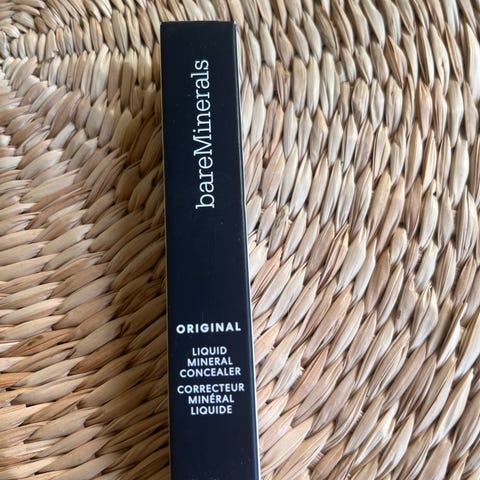 bareMinerals
ORIGINAL
LIQUID
MINERAL
CONCEALER
CORRECTEUR
MINÉRAL
LIQUIDE